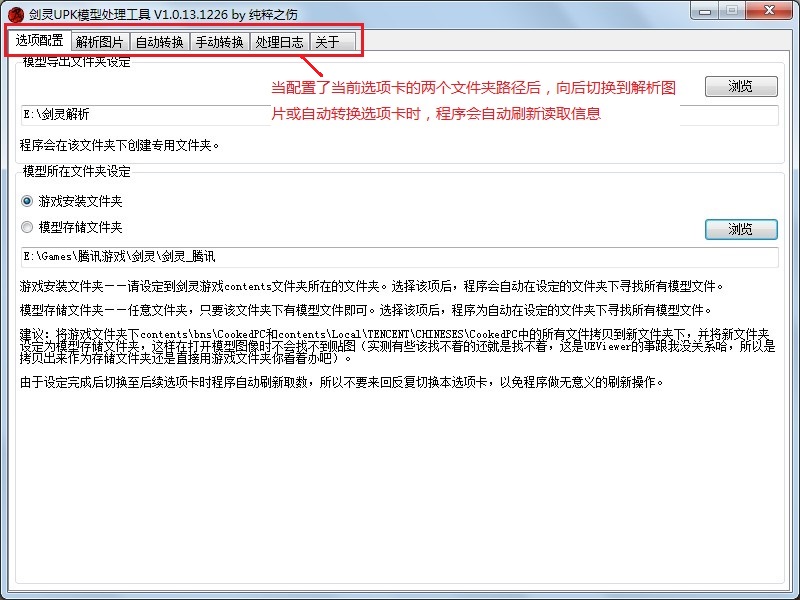 剑灵UPK模型处理工具 V1.0.13.1226 by 纯粹之伤
选项配置 解析图片 自动转换 手动转换 处理日志 关于
模型导出文件夹设定
当配置了当前选项卡的两个文件夹路径后，向后切换到解析图
片或自动转换选项卡时，程序会自动刷新读取信息
浏览
E:\剑灵解析
程序会在该文件夹下创建专用文件夹。
模型所在文件夹设定
游戏安装文件夹
模型存储文件夹
浏览
E:\Games\腾讯游戏\剑灵\剑灵_腾讯
游戏安装文件夹——请设定到剑灵游戏contents文件夹所在的文件夹。选择该项后，程序会自动在设定的文件夹下寻找所有模型文件。
模型存储文件夹——任意文件夹，只要该文件夹下有模型文件即可。选择该项后，程序为自动在设定的文件夹下寻找所有模型文件。
建议：将游戏文件夹下contents\bns\CookedPC和contents\Local\TENCENT\CHINESES\CookedPC中的所有文件拷贝到新文件夹下，并将新文件夹
设定为模型存储文件夹，这样在打开模型图像时不会找不到贴图（实测有些该找不着的还就是找不着，这是UEViewer的事跟我没关系哈，所以是
拷贝出来作为存储文件夹还是直接用游戏文件夹你看着办吧）。
由于设定完成后切换至后续选项卡时程序自动刷新取数，所以不要来回反复切换本选项卡，以免程序做无意义的刷新操作。